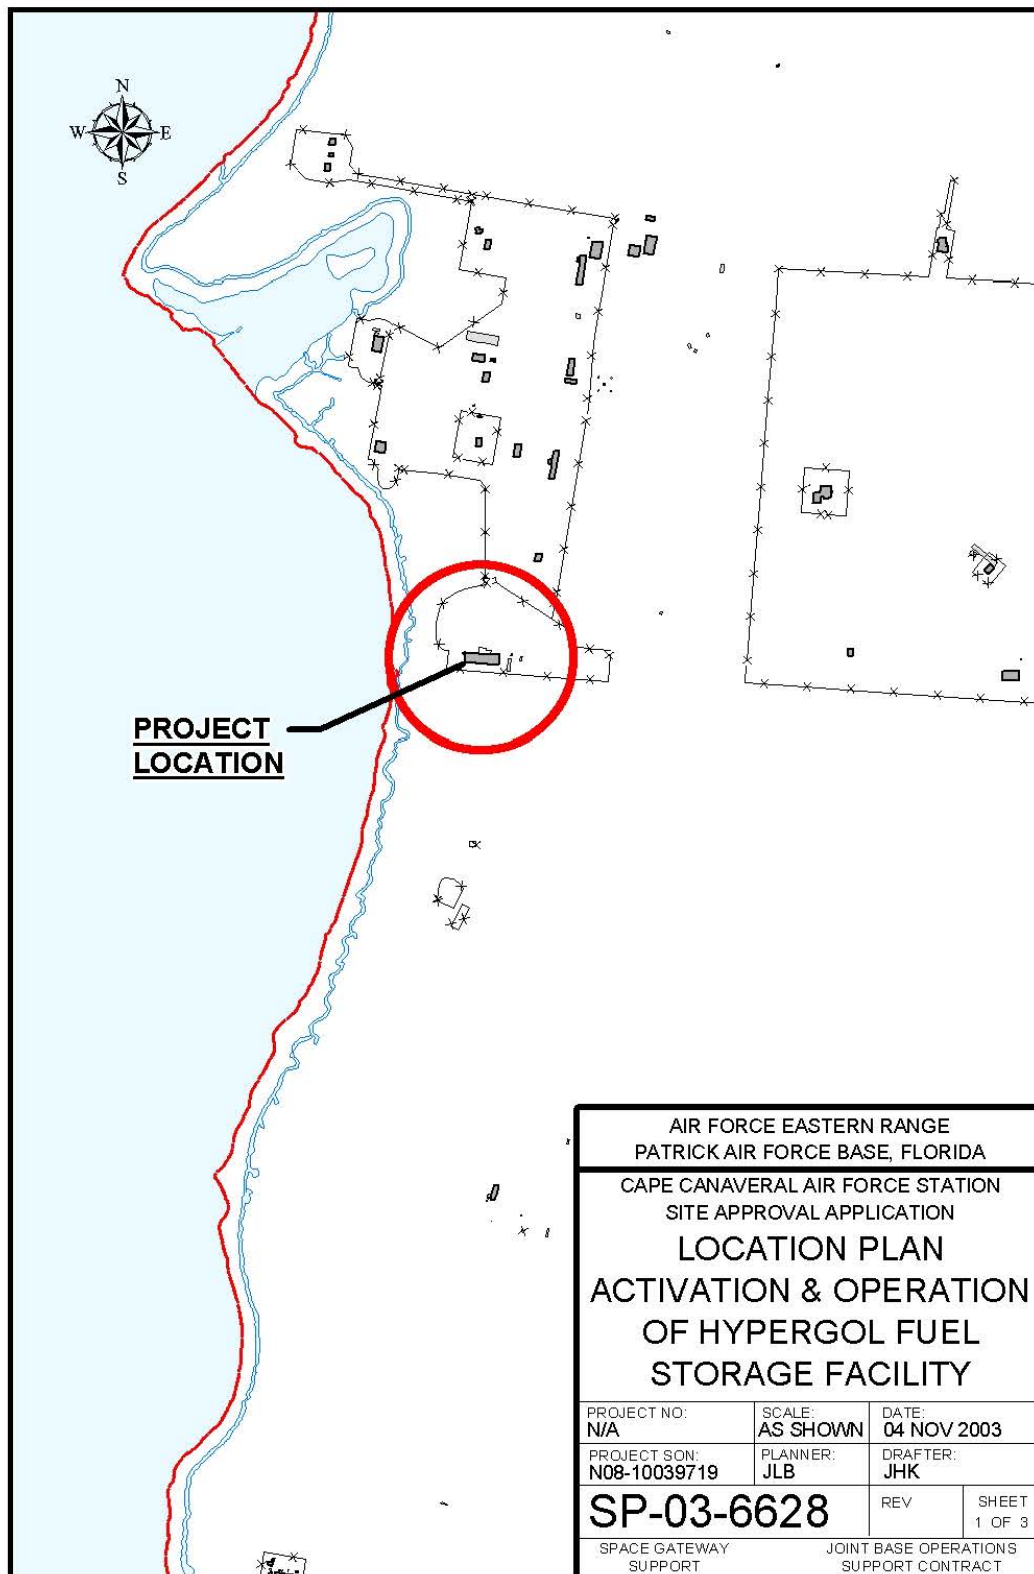 N
W E
S
PROJECT
LOCATION
AIR FORCE EASTERN RANGE
PATRICK AIR FORCE BASE, FLORIDA
CAPE CANAVERAL AIR FORCE STATION
SITE APPROVAL APPLICATION
LOCATION PLAN
ACTIVATION & OPERATION
OF HYPERGOL FUEL
STORAGE FACILITY
PROJECT NO: SCALE: DATE:
N/A AS SHOWN 04 NOV 2003
PROJECT SON: PLANNER: DRAFTER:
N08-10039719 JLB JHK
SP-03-6628 REV SHEET
1 OF 3
SPACE GATEWAY JOINT BASE OPERATIONS
SUPPORT SUPPORT CONTRACT